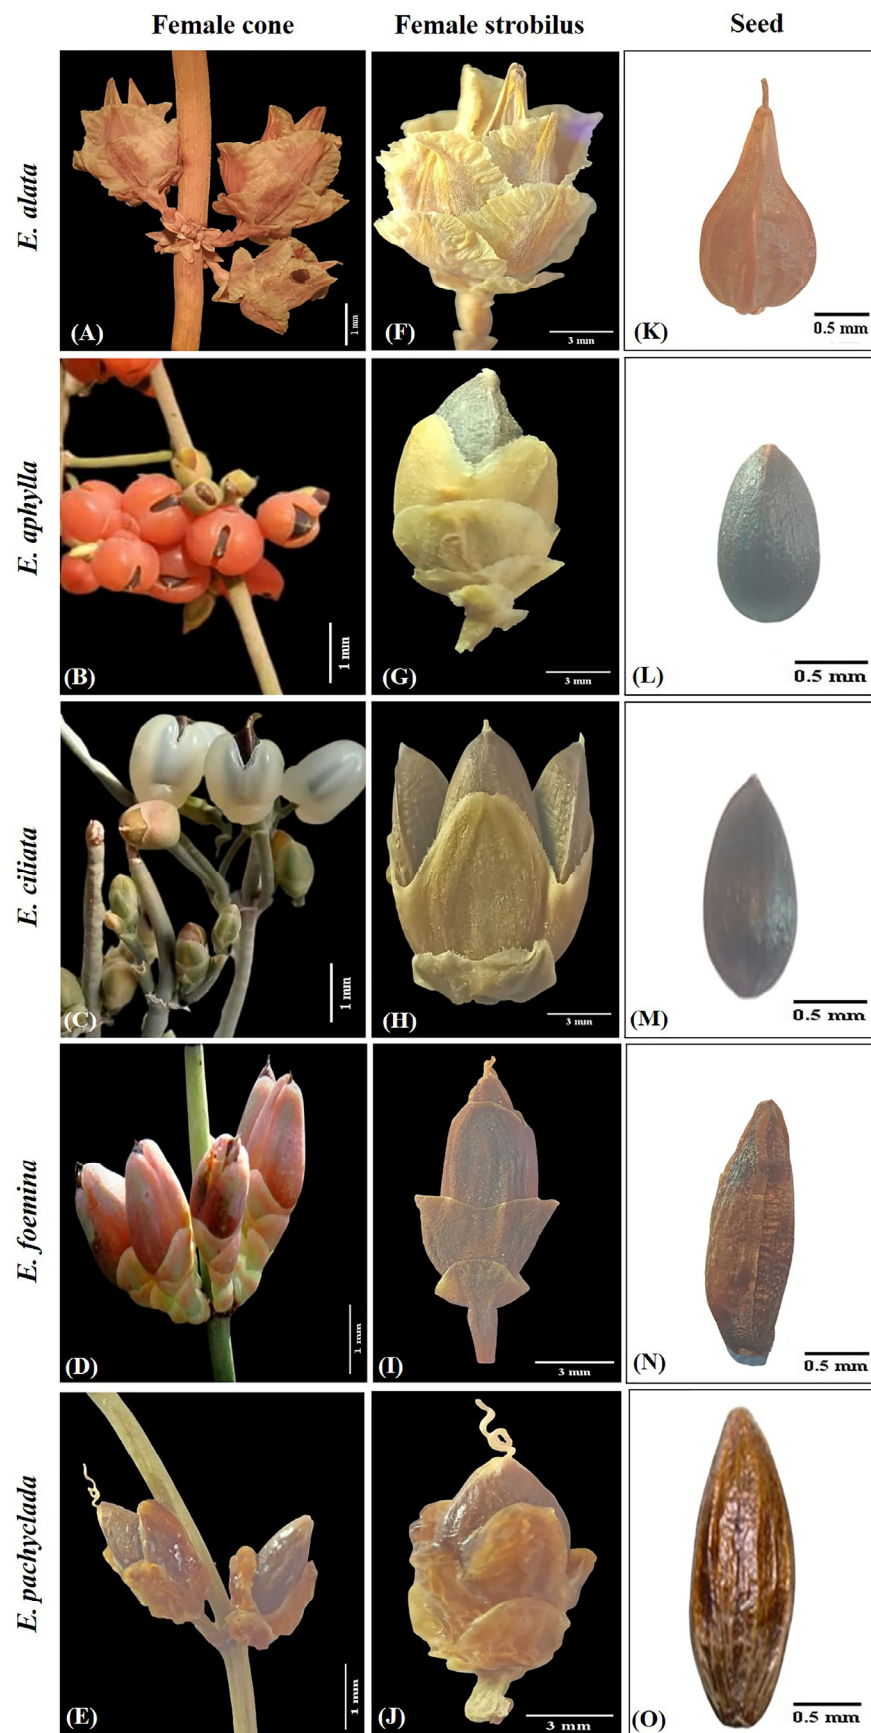 Female cone Female strobilus Seed
E. alata
(A)
1 mm
(F)
3 mm
(K)
0.5 mm
E. aphylla
(B)
1 mm
(G)
3 mm
(L)
0.5 mm
E. ciliata
(C)
1 mm
(H)
3 mm
(M)
0.5 mm
E. foemina
(D)
1 mm
(I)
3 mm
(N)
0.5 mm
E. pachyclada
(E)
1 mm
(J)
3 mm
(O)
0.5 mm